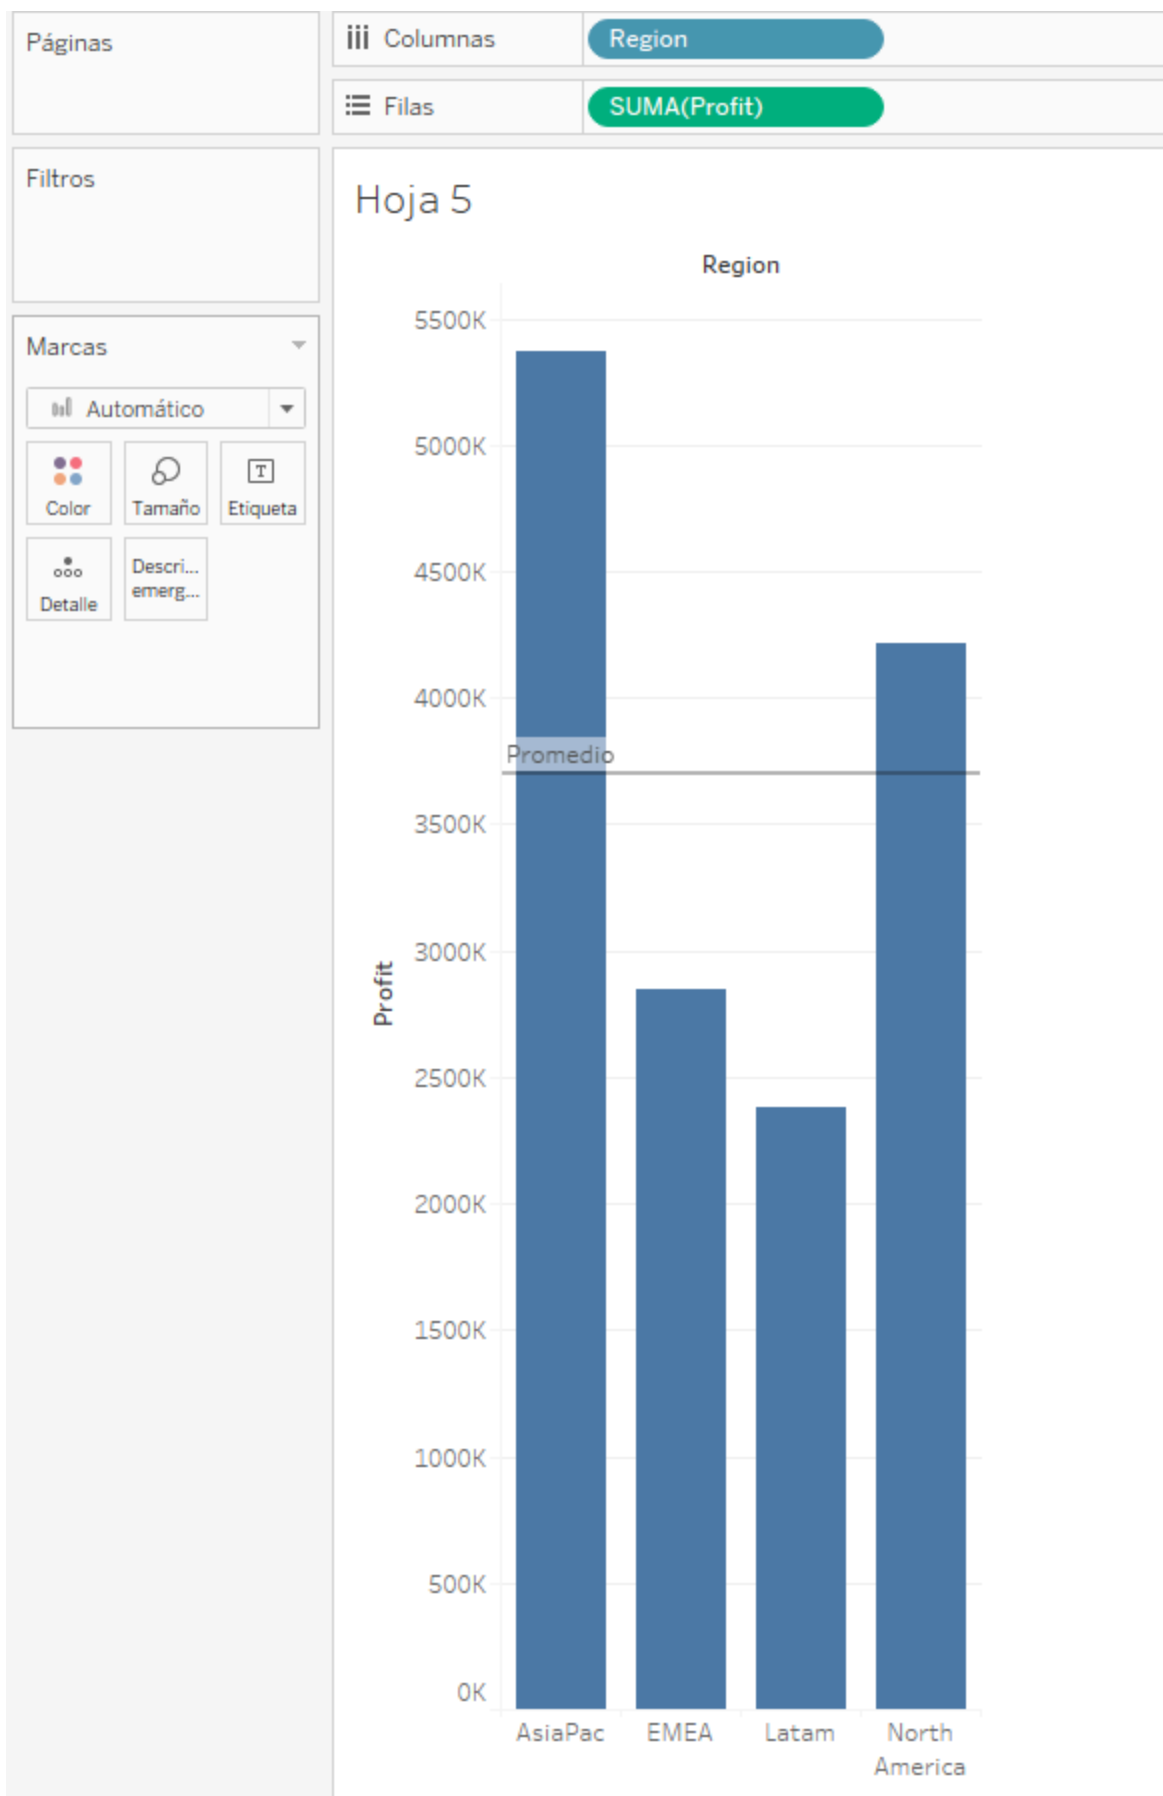 Páginas
Columnas
Region
Filas
SUMA(Profit)
Filtros
Marcas
Automático
Color
Tamaño
Etiqueta
Detalle
Descri...
emerg...
Hoja 5
Region
5500K
5000K
4500K
4000K
Promedio
3500K
3000K
Profit
2500K
2000K
1500K
1000K
500K
0K
AsiaPac
EMEA
Latam
North
America